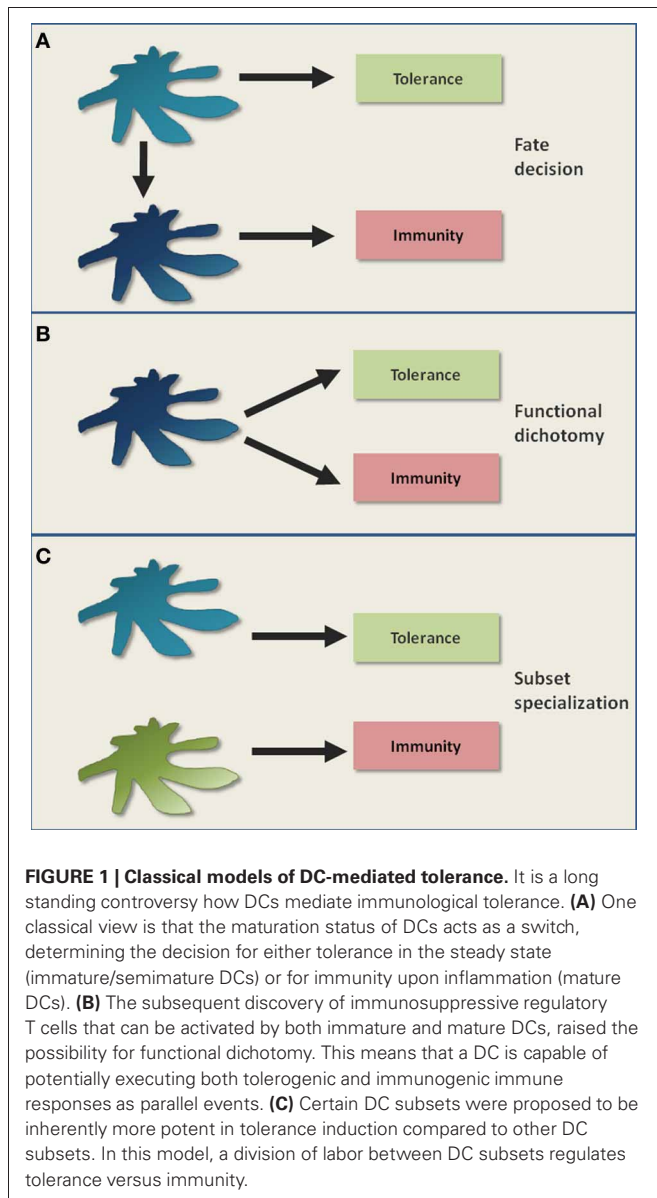 A
Tolerance
Fate
decision
Immunity
B
Tolerance
Functional
dichotomy
Immunity
C
Tolerance
Subset
specialization
Immunity
FIGURE 1 | Classical models of DC-mediated tolerance. It is a long
standing controversy how DCs mediate immunological tolerance. (A) One
classical view is that the maturation status of DCs acts as a switch,
determining the decision for either tolerance in the steady state
(immature/semimature DCs) or for immunity upon inflammation (mature
DCs). (B) The subsequent discovery of immunosuppressive regulatory
T cells that can be activated by both immature and mature DCs, raised the
possibility for functional dichotomy. This means that a DC is capable of
potentially executing both tolerogenic and immunogenic immune
responses as parallel events. (C) Certain DC subsets were proposed to be
inherently more potent in tolerance induction compared to other DC
subsets. In this model, a division of labor between DC subsets regulates
tolerance versus immunity.